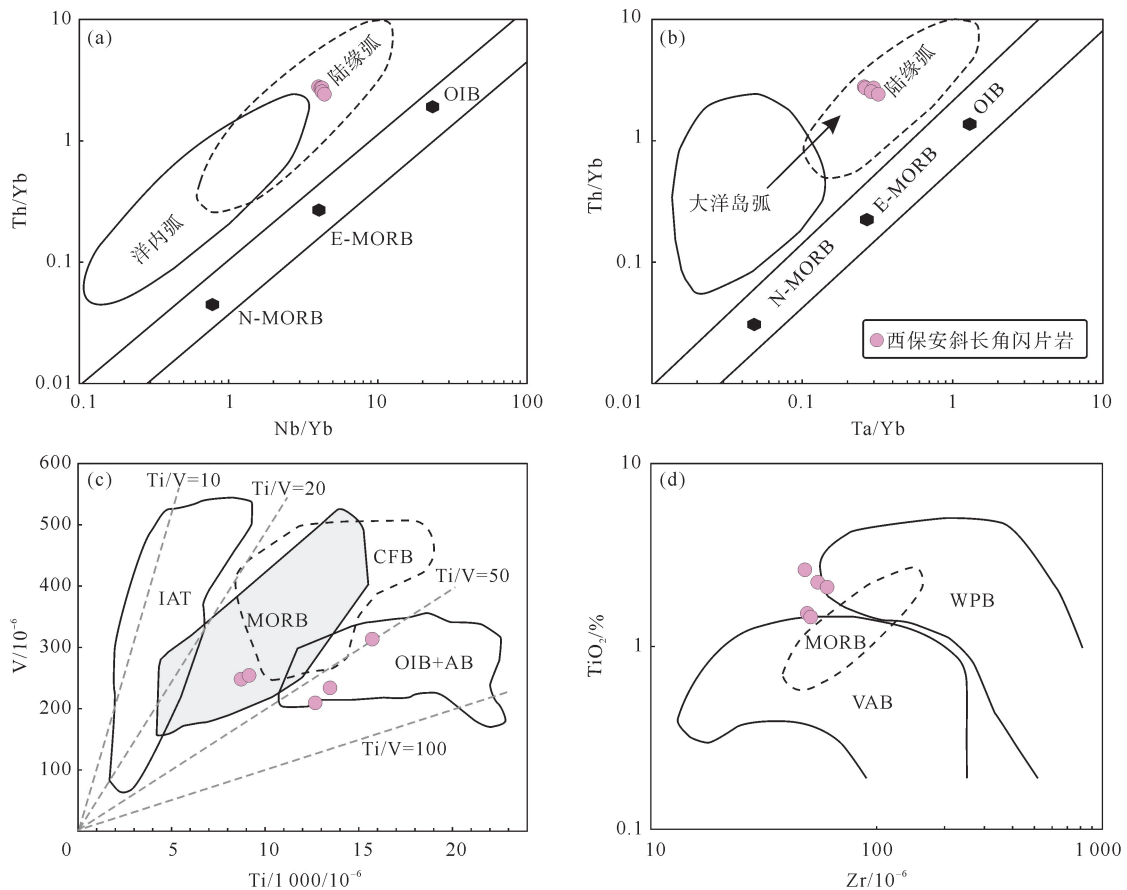 (a)
10
1
0.1
0.01
Th/Yb
陆缘弧
OIB
洋内弧
E-MORB
N-MORB
0.1
1
10
100
Nb/Yb
(b)
10
1
0.1
Th/Yb
陆缘弧
OIB
大洋岛弧
E-MORB
N-MORB
西保安斜长角闪片岩
0.01
0.1
1
10
Ta/Yb
(c)
600
500
400
300
200
100
V/10⁻⁶
Ti/V=10
Ti/V=20
CFB
Ti/V=50
IAT
MORB
OIB+AB
Ti/V=100
0
5
10
15
20
Ti/1 000/10⁻⁶
(d)
10
1
0.1
TiO₂/%
WPB
MORB
VAB
10
100
1 000
Zr/10⁻⁶